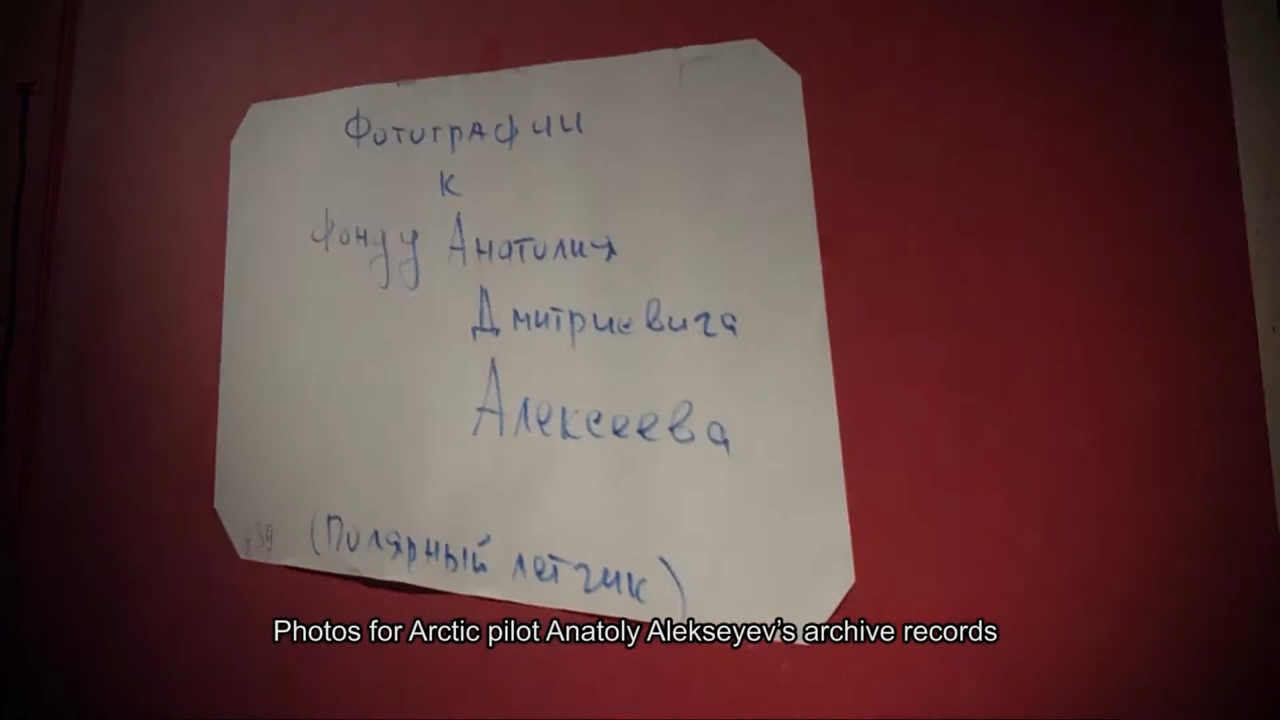 Фотографии
к
фонду Анатолия
Дмитриевича
Алексеева
(Полярный летчик)
Photos for Arctic pilot Anatoly Alekseyev's archive records